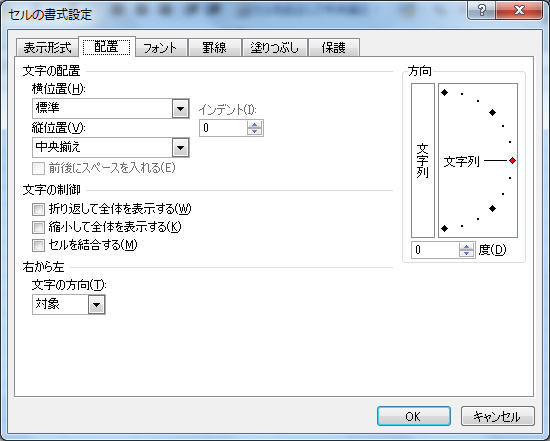 セルの書式設定
表示形式 配置 フォント 罫線 塗りつぶし 保護
文字の配置
横位置(H):
標準
インデント(I):
0
縦位置(V):
中央揃え
前後にスペースを入れる(E)
文字の制御
折り返して全体を表示する(W)
縮小して全体を表示する(K)
セルを結合する(M)
右から左
文字の方向(T):
対象
方向
文字列
文字列
0 度(D)
OK キャンセル